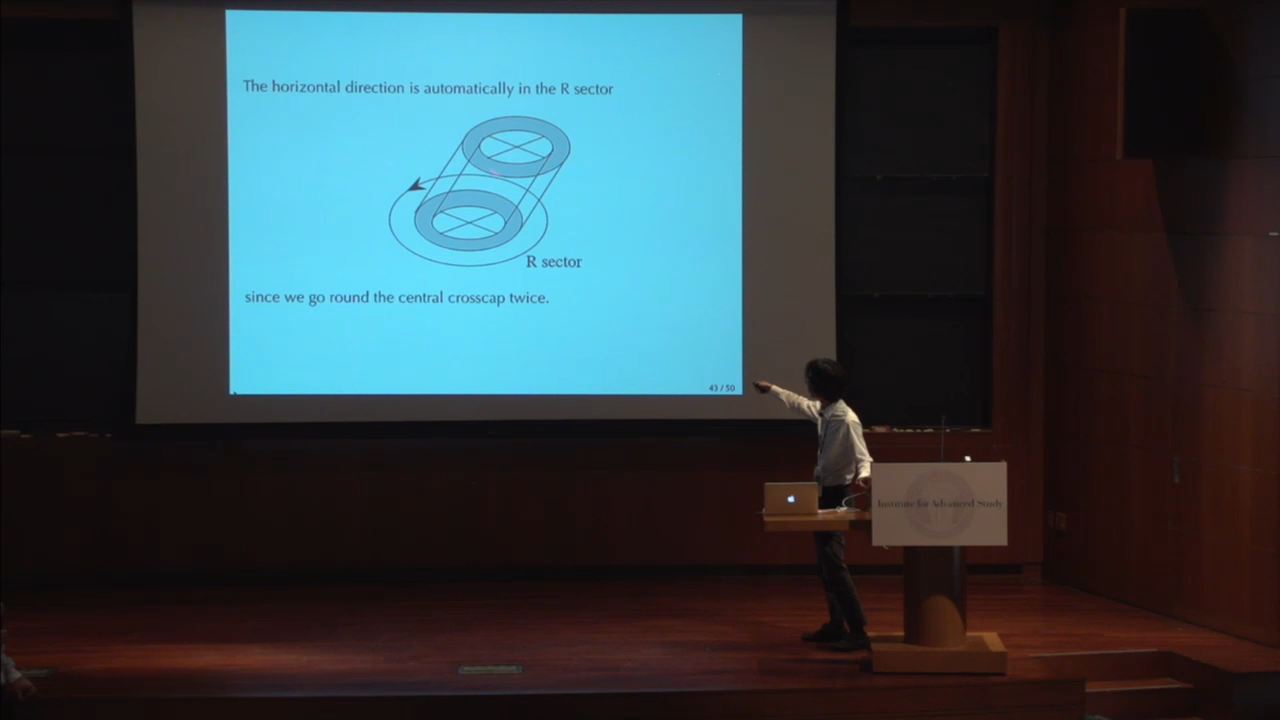 The horizontal direction is automatically in the R sector
R sector
since we go round the central crosscap twice.
43 / 50
Institute for Advanced Study